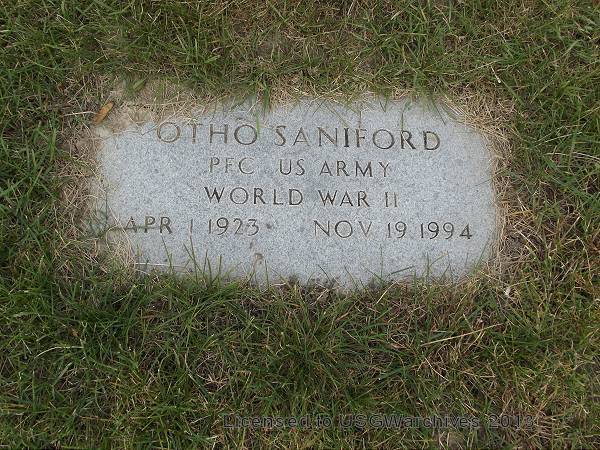 OTHO SANIFORD
PFC US ARMY
WORLD WAR II
APR 1 1923 NOV 19 1994
Licensed to USGWarchives 2013